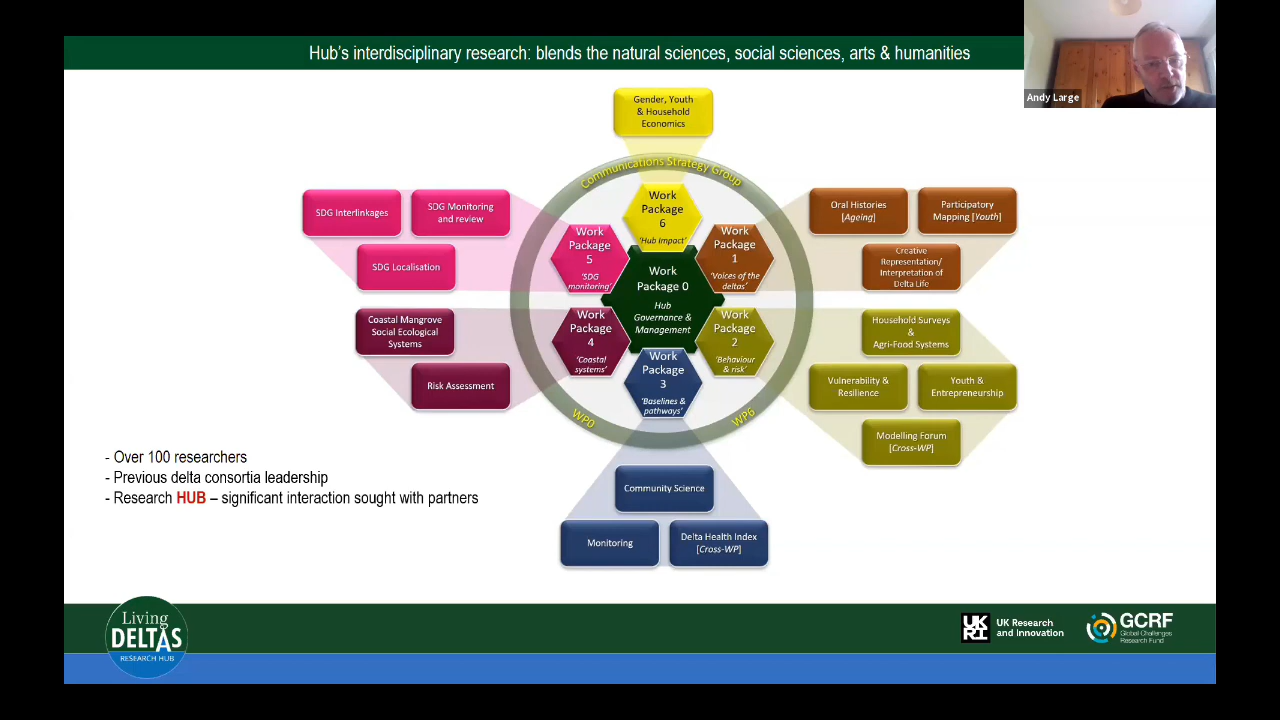 Hub's interdisciplinary research: blends the natural sciences, social sciences, arts & humanities
Andy Large
Gender, Youth
& Household
Economics
Communications Strategy Group
SDG Interlinkages
SDG Monitoring
and review
SDG Localisation
Work
Package
6
'Hub Impact'
Work
Package
5
'SDG
monitoring'
Work
Package
1
'Voices of the
deltas'
Work
Package 0
Hub
Governance &
Management
Oral Histories
[Ageing]
Participatory
Mapping [Youth]
Creative
Representation/
Interpretation of
Delta Life
Coastal Mangrove
Social Ecological
Systems
Risk Assessment
Work
Package
4
'Coastal
systems'
Work
Package
2
'Behaviour
& risk'
Work
Package
3
'Baselines &
pathways'
Household Surveys
&
Agri-Food Systems
Vulnerability &
Resilience
Youth &
Entrepreneurship
Modelling Forum
[Cross-WP]
WP0
WP6
- Over 100 researchers
- Previous delta consortia leadership
- Research HUB – significant interaction sought with partners
Community Science
Monitoring
Delta Health Index
[Cross-WP]
Living
DELTAS
RESEARCH HUB
UK
RI
UK Research
and Innovation
GCRF
Global Challenges
Research Fund